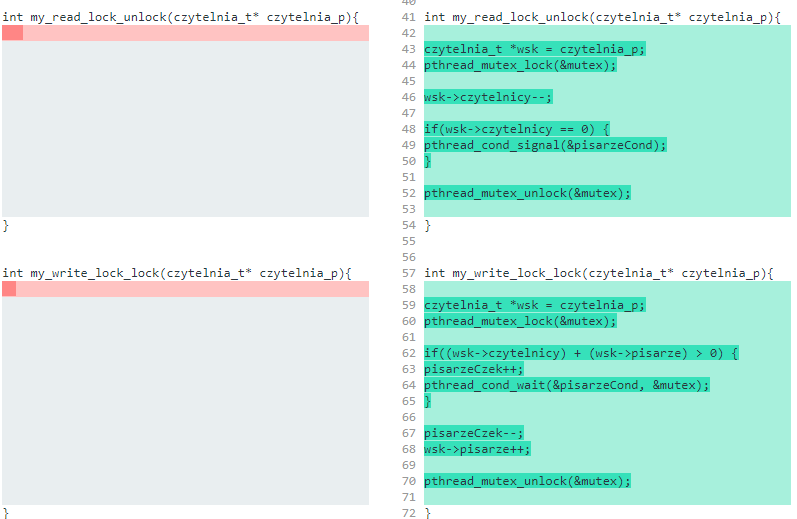 int my_read_lock_unlock(czytelnia_t* czytelnia_p){
}
int my_write_lock_lock(czytelnia_t* czytelnia_p){
}
40
41 int my_read_lock_unlock(czytelnia_t* czytelnia_p){
42
43 czytelnia_t *wsk = czytelnia_p;
44 pthread_mutex_lock(&mutex);
45
46 wsk->czytelnicy--;
47
48 if(wsk->czytelnicy == 0) {
49 pthread_cond_signal(&pisarzeCond);
50 }
51
52 pthread_mutex_unlock(&mutex);
53
54 }
55
56
57 int my_write_lock_lock(czytelnia_t* czytelnia_p){
58
59 czytelnia_t *wsk = czytelnia_p;
60 pthread_mutex_lock(&mutex);
61
62 if((wsk->czytelnicy) + (wsk->pisarze) > 0) {
63 pisarzeCzek++;
64 pthread_cond_wait(&pisarzeCond, &mutex);
65 }
66
67 pisarzeCzek--;
68 wsk->pisarze++;
69
70 pthread_mutex_unlock(&mutex);
71
72 }